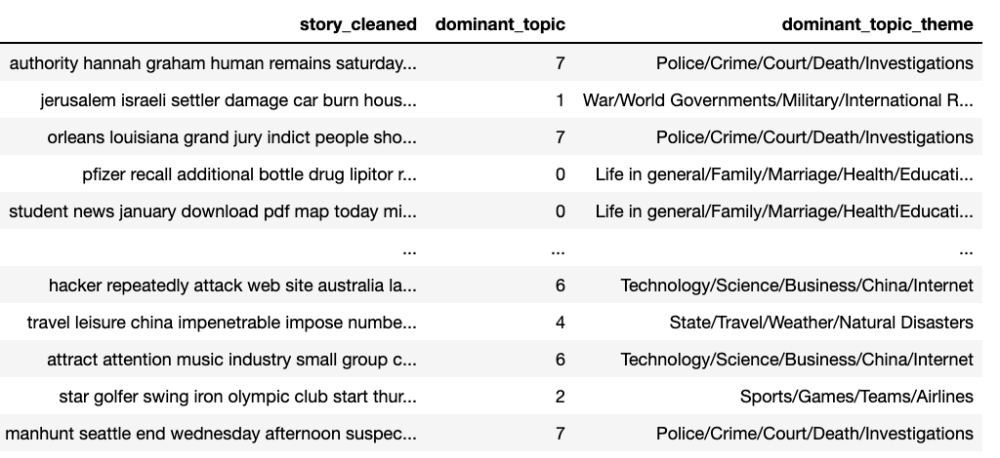 story_cleaned dominant_topic dominant_topic_theme
authority hannah graham human remains saturday... 7 Police/Crime/Court/Death/Investigations
jerusalem israeli settler damage car burn hous... 1 War/World Governments/Military/International R...
orleans louisiana grand jury indict people sho... 7 Police/Crime/Court/Death/Investigations
pfizer recall additional bottle drug lipitor r... 0 Life in general/Family/Marriage/Health/Educati...
student news january download pdf map today mi... 0 Life in general/Family/Marriage/Health/Educati...
... ... ...
hacker repeatedly attack web site australia la... 6 Technology/Science/Business/China/Internet
travel leisure china impenetrable impose numbe... 4 State/Travel/Weather/Natural Disasters
attract attention music industry small group c... 6 Technology/Science/Business/China/Internet
star golfer swing iron olympic club start thur... 2 Sports/Games/Teams/Airlines
manhunt seattle end wednesday afternoon suspec... 7 Police/Crime/Court/Death/Investigations